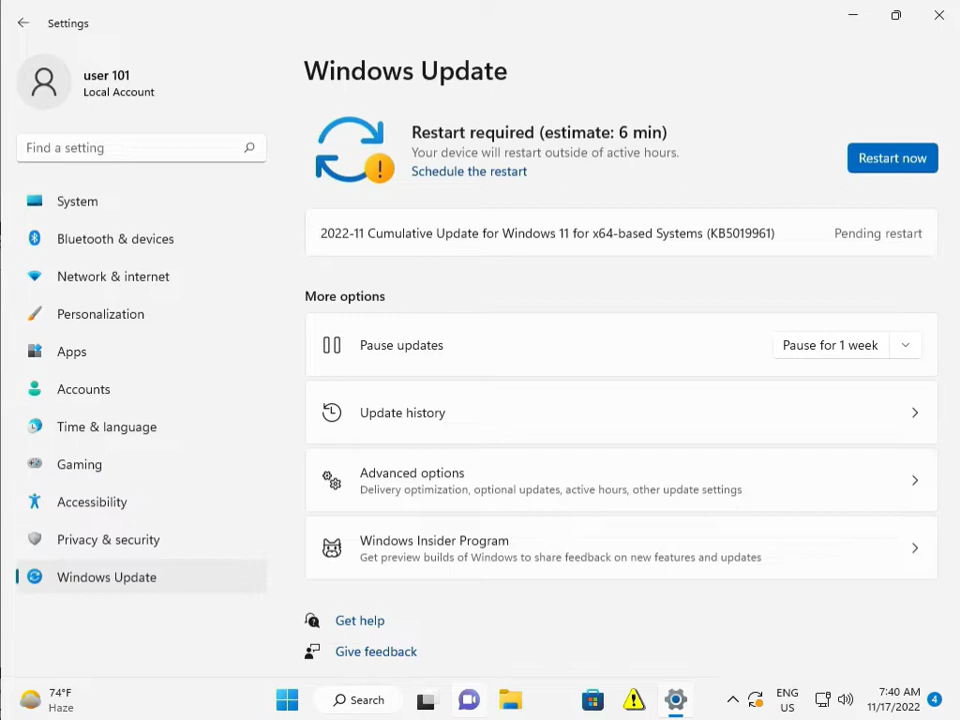 Settings
user 101
Local Account
Find a setting
System
Bluetooth & devices
Network & internet
Personalization
Apps
Accounts
Time & language
Gaming
Accessibility
Privacy & security
Windows Update
Windows Update
Restart required (estimate: 6 min)
Your device will restart outside of active hours.
Schedule the restart
Restart now
2022-11 Cumulative Update for Windows 11 for x64-based Systems (KB5019961)
Pending restart
More options
Pause updates
Pause for 1 week
Update history
Advanced options
Delivery optimization, optional updates, active hours, other update settings
Windows Insider Program
Get preview builds of Windows to share feedback on new features and updates
Get help
Give feedback
74°F
Haze
Search
ENG
US
7:40 AM
11/17/2022
4